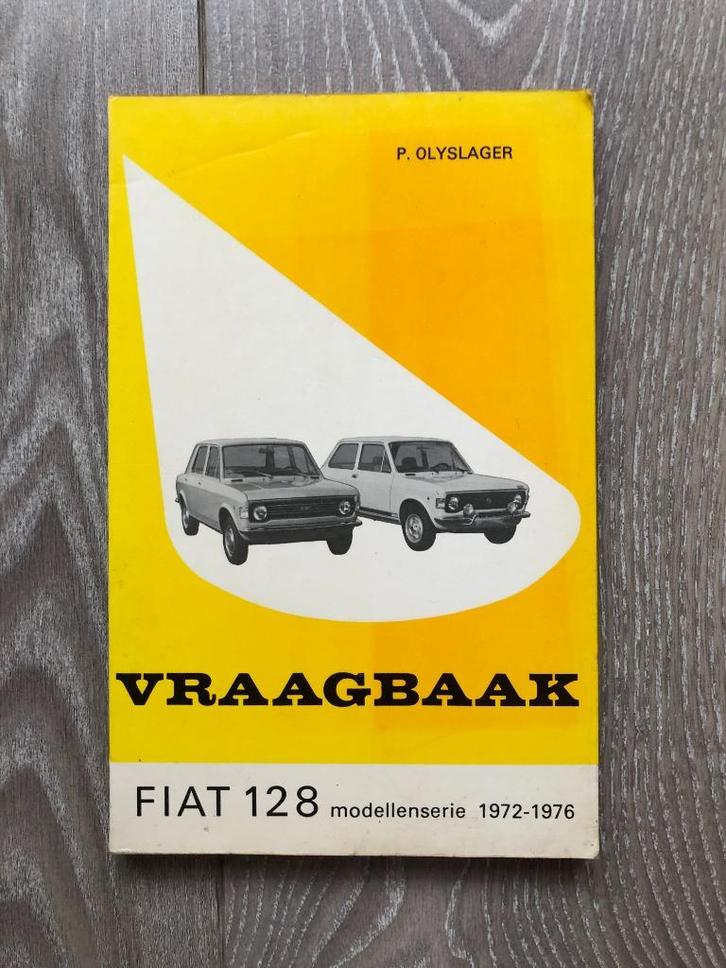 P. OLYSLAGER
VRAAGBAAK
FIAT 128 modellenserie 1972-1976